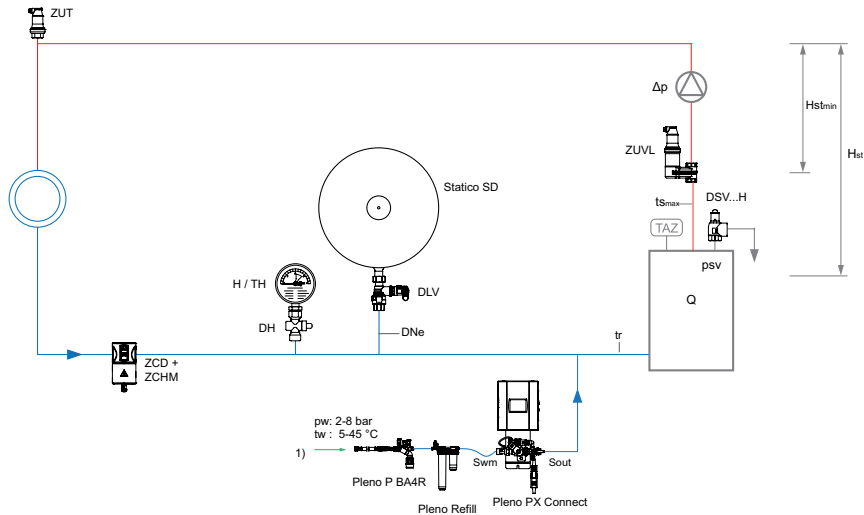 ZUT
Δp
Hstmin
ZUVL
Hst
Statico SD
tsmax
DSV...H
TAZ
psv
H / TH
DLV
Q
DH
DNe
tr
ZCD +
ZCHM
pw: 2-8 bar
tw : 5-45 °C
1)
Swm
Sout
Pleno P BA4R
Pleno PX Connect
Pleno Refill